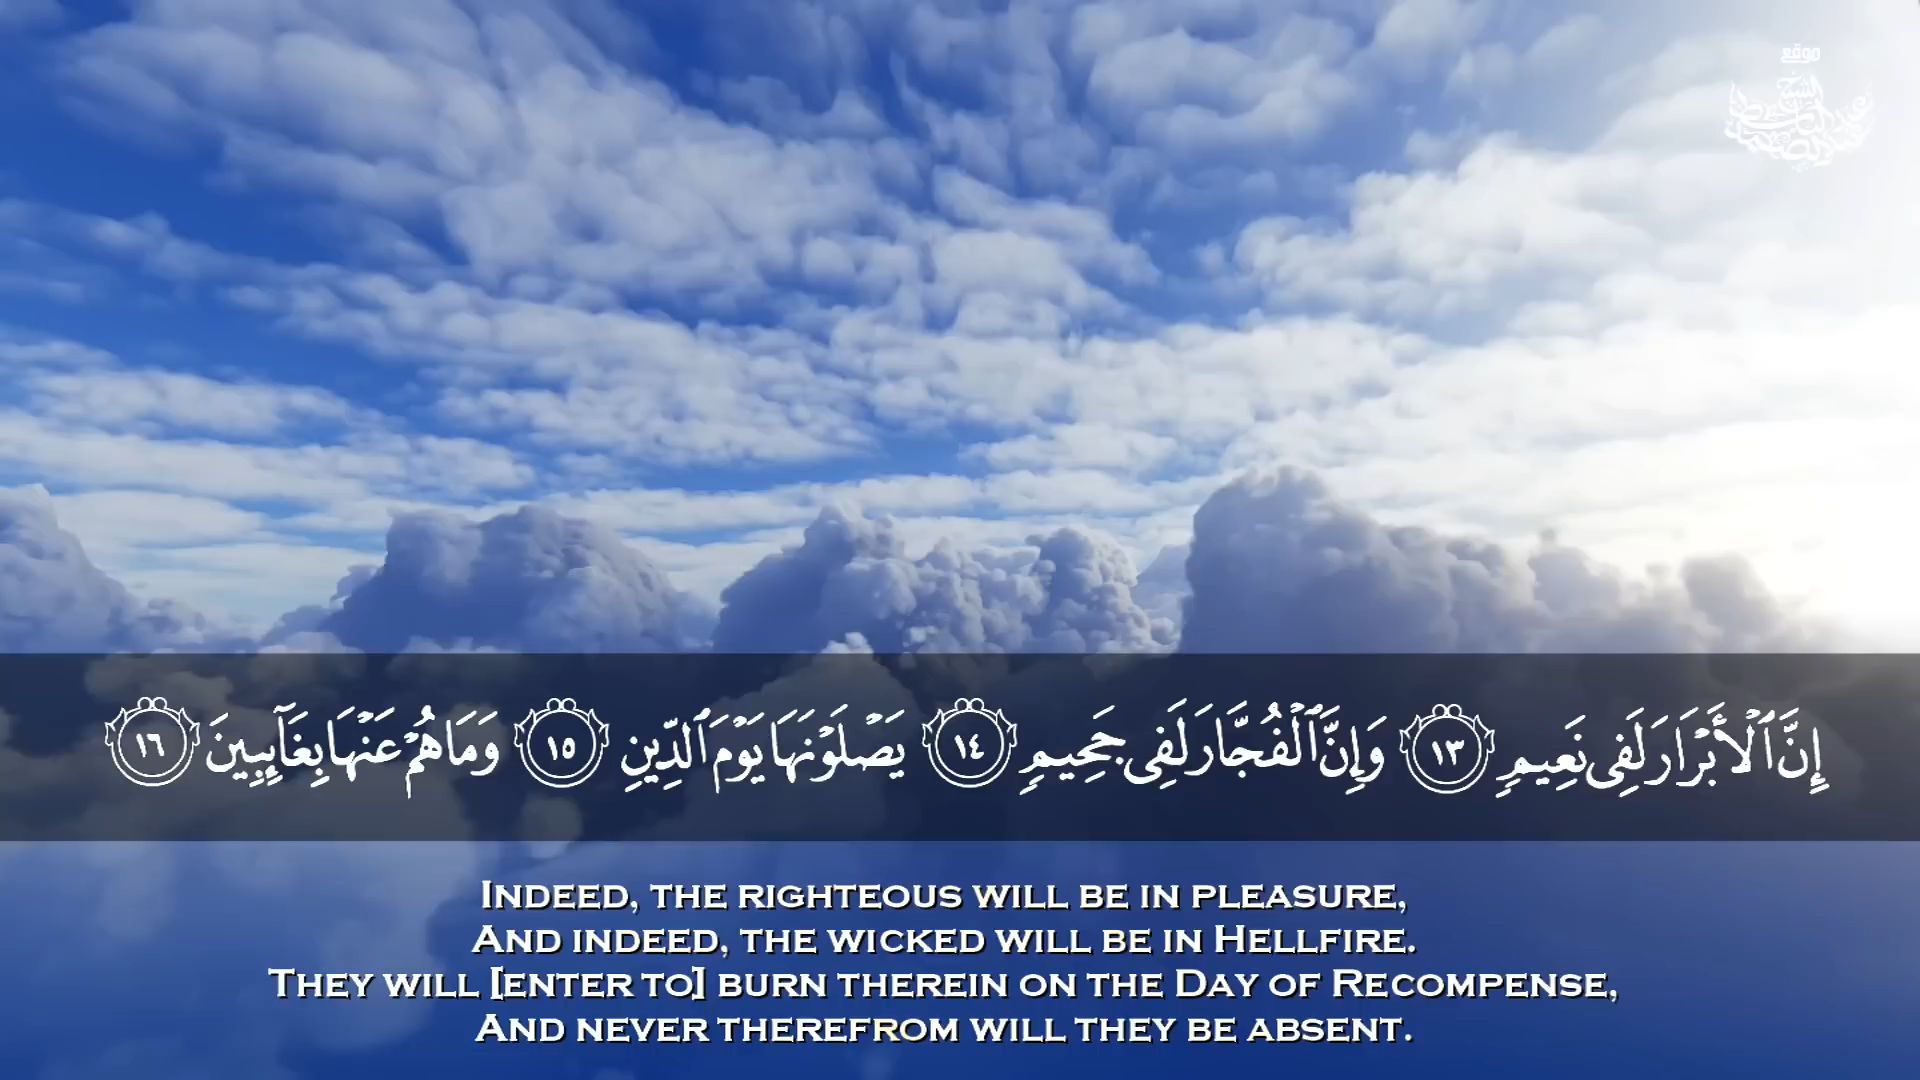 موقع
إِنَّ ٱلْأَبْرَارَ لَفِى نَعِيمٍ ١٣ وَإِنَّ ٱلْفُجَّارَ لَفِى جَحِيمٍ ١٤ يَصْلَوْنَهَا يَوْمَ ٱلدِّينِ ١٥ وَمَا هُمْ عَنْهَا بِغَآئِبِينَ ١٦
Indeed, the righteous will be in pleasure,
And indeed, the wicked will be in Hellfire.
They will [enter to] burn therein on the Day of Recompense,
And never therefrom will they be absent.